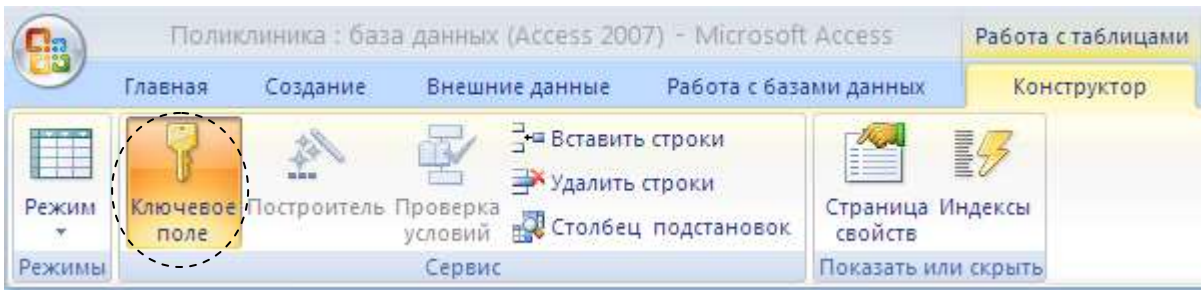 Поликлиника : база данных (Access 2007) - Microsoft Access
Работа с таблицами
Главная Создание Внешние данные Работа с базами данных Конструктор
Режим
Ключевое поле
Построитель
Проверка условий
Вставить строки
Удалить строки
Столбец подстановок
Страница свойств
Индексы
Режимы Сервис Показать или скрыть